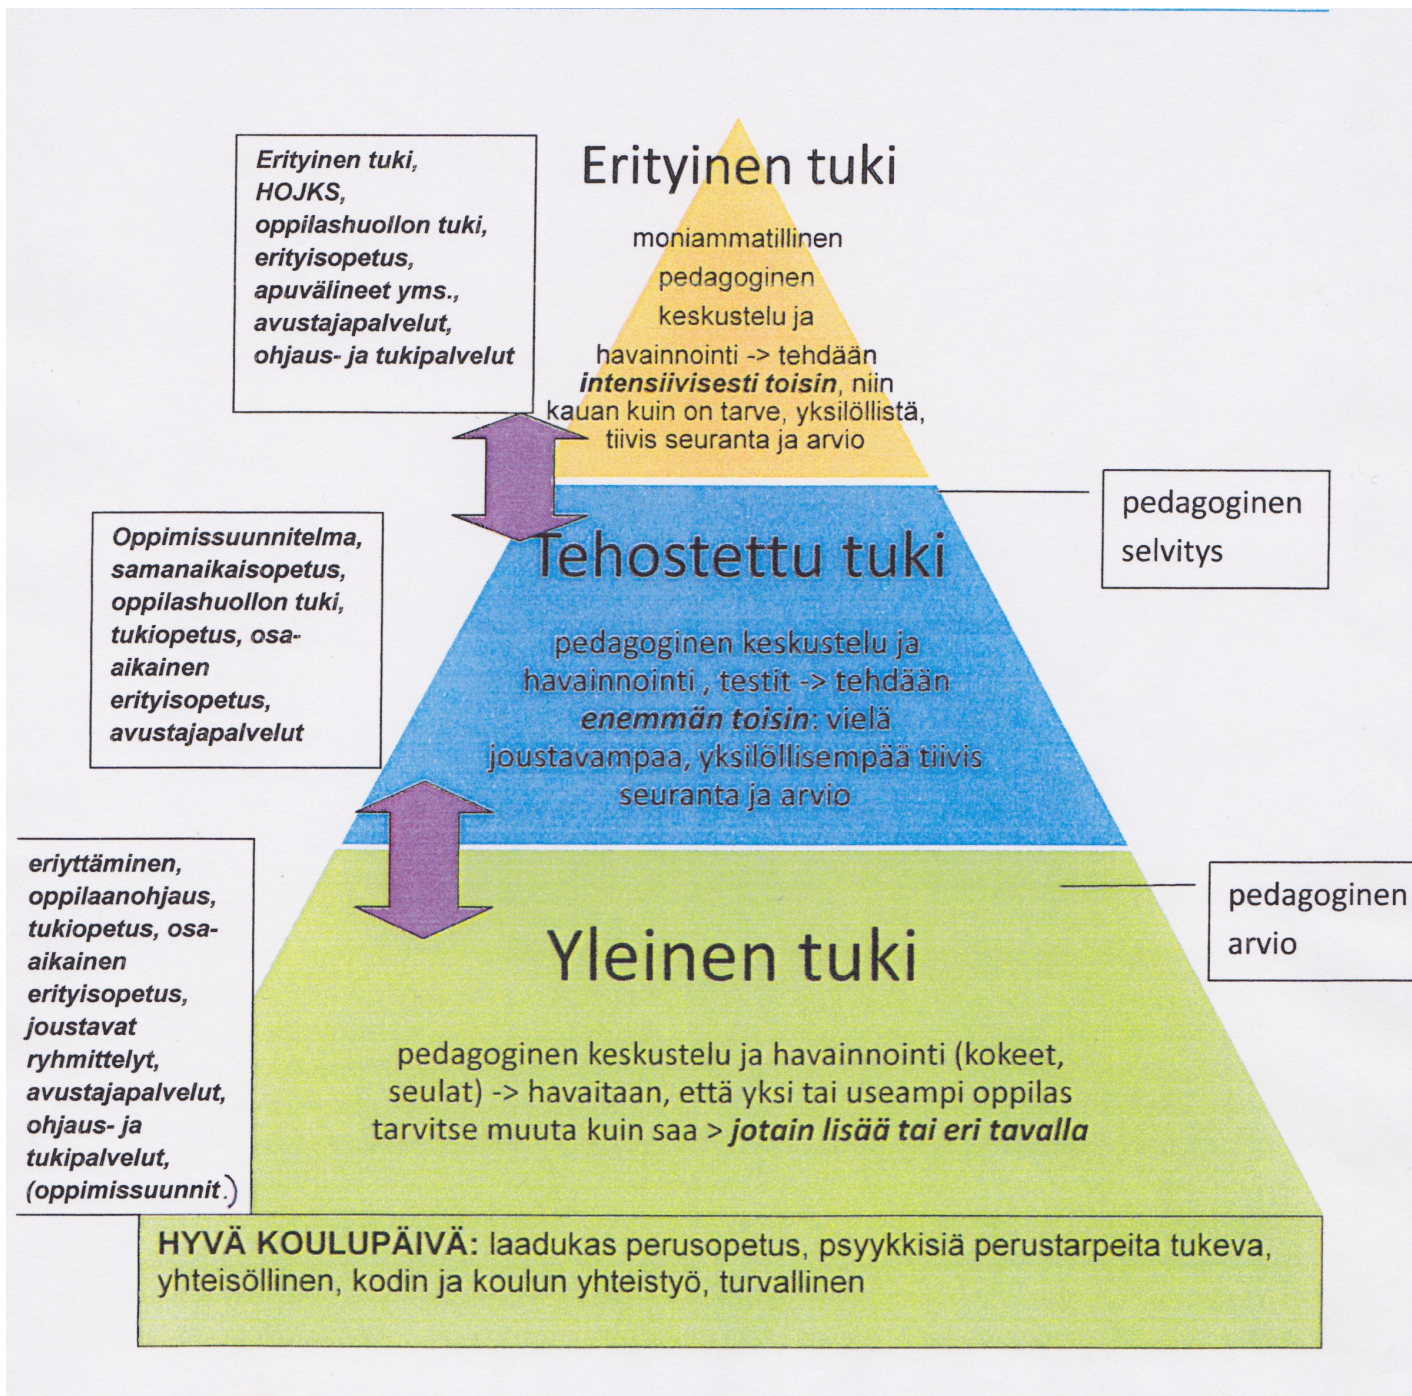 Erityinen tuki,
HOJKS,
oppilashuollon tuki,
erityisopetus,
apuvälineet yms.,
avustajapalvelut,
ohjaus- ja tukipalvelut
Erityinen tuki
moniammatillinen
pedagoginen
keskustelu ja
havainnointi -> tehdään
intensiivisesti toisin, niin
kauan kuin on tarve, yksilöllistä,
tiivis seuranta ja arvio
pedagoginen
selvitys
Oppimissuunnitelma,
samanaikaisopetus,
oppilashuollon tuki,
tukiopetus, osa-
aikainen
erityisopetus,
avustajapalvelut
Tehostettu tuki
pedagoginen keskustelu ja
havainnointi , testit -> tehdään
enemmän toisin: vielä
joustavampaa, yksilöllisempää tiivis
seuranta ja arvio
eriyttäminen,
oppilaanohjaus,
tukiopetus, osa-
aikainen
erityisopetus,
joustavat
ryhmittelyt,
avustajapalvelut,
ohjaus- ja
tukipalvelut,
(oppimissuunnit.)
pedagoginen
arvio
Yleinen tuki
pedagoginen keskustelu ja havainnointi (kokeet,
seulat) -> havaitaan, että yksi tai useampi oppilas
tarvitse muuta kuin saa > jotain lisää tai eri tavalla
HYVÄ KOULUPÄIVÄ: laadukas perusopetus, psyykkisiä perustarpeita tukeva,
yhteisöllinen, kodin ja koulun yhteistyö, turvallinen